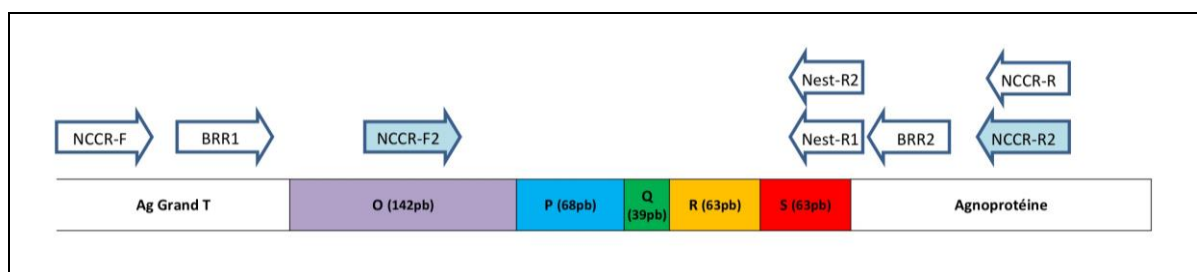 Nest-R2 NCCR-R
NCCR-F BRR1 NCCR-F2 Nest-R1 BRR2 NCCR-R2
Ag Grand T O (142pb) P (68pb) Q (39pb) R (63pb) S (63pb) Agnoprotéine